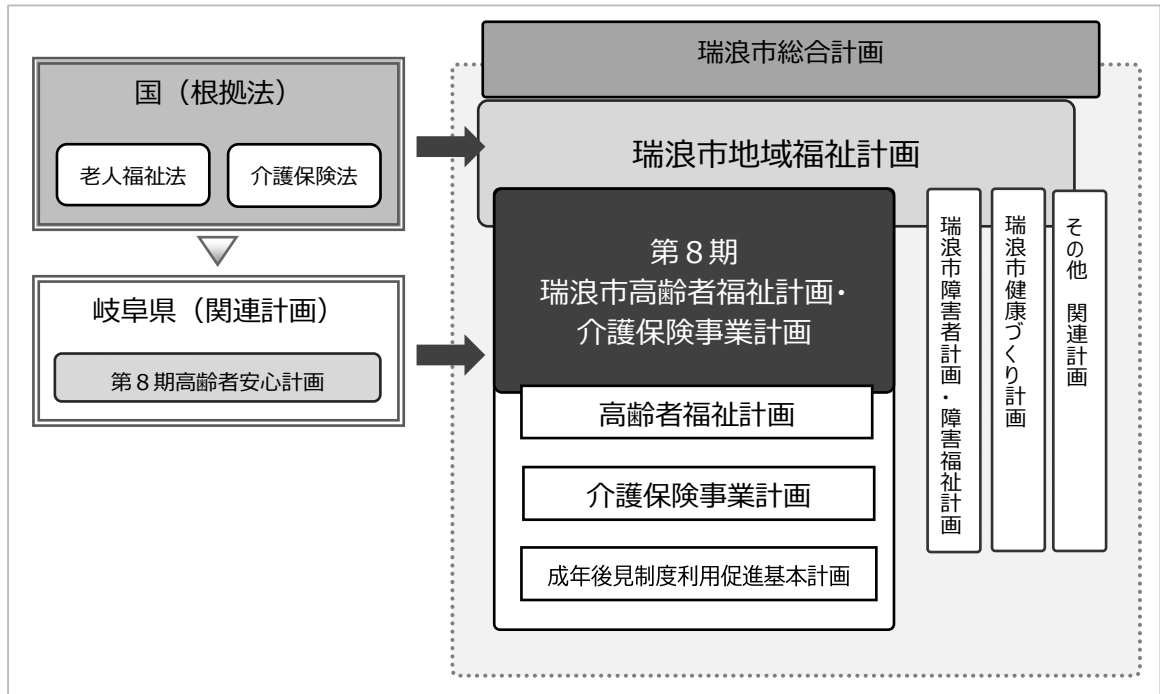 瑞浪市総合計画
国（根拠法）
老人福祉法
介護保険法
瑞浪市地域福祉計画
岐阜県（関連計画）
第８期高齢者安心計画
第８期
瑞浪市高齢者福祉計画・
介護保険事業計画
高齢者福祉計画
介護保険事業計画
成年後見制度利用促進基本計画
瑞浪市障害者計画・障害福祉計画
瑞浪市健康づくり計画
その他　関連計画